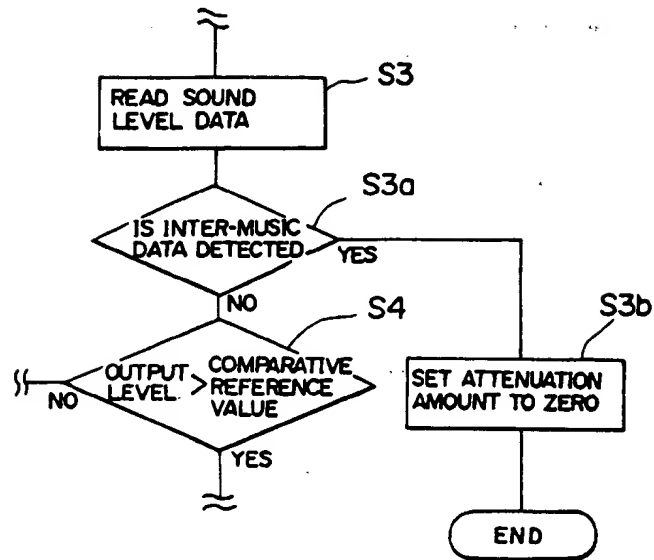 S3
READ SOUND
LEVEL DATA
S3a
IS INTER-MUSIC
DATA DETECTED
YES
NO
S4
S3b
OUTPUT
LEVEL
>
COMPARATIVE
REFERENCE
VALUE
NO
YES
SET ATTENUATION
AMOUNT TO ZERO
END